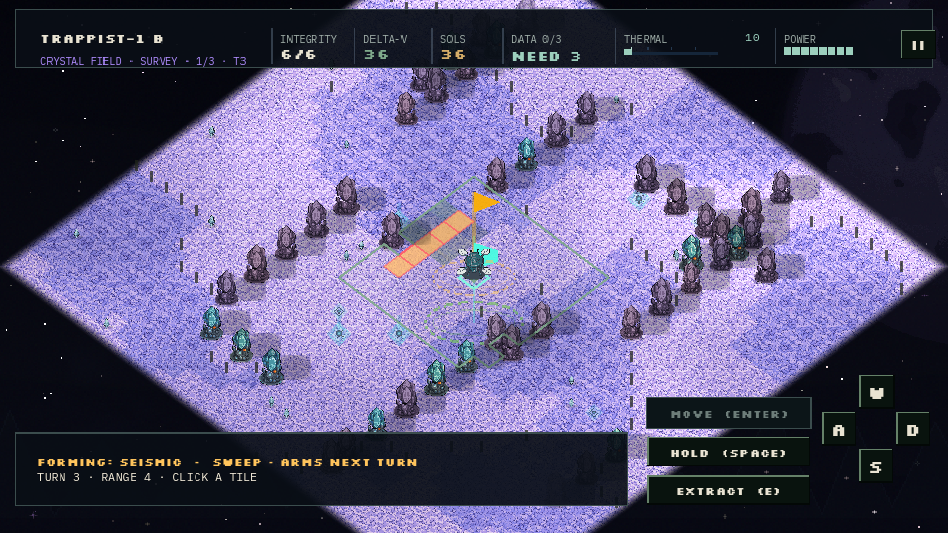 TRAPPIST-1 B
CRYSTAL FIELD · SURVEY · 1/3 · T3
INTEGRITY
6/6
DELTA-V
36
SOLS
36
DATA 0/3
NEED 3
THERMAL
10
POWER
W
A
D
S
MOVE (ENTER)
HOLD (SPACE)
EXTRACT (E)
FORMING: SEISMIC · SWEEP · ARMS NEXT TURN
TURN 3 · RANGE 4 · CLICK A TILE